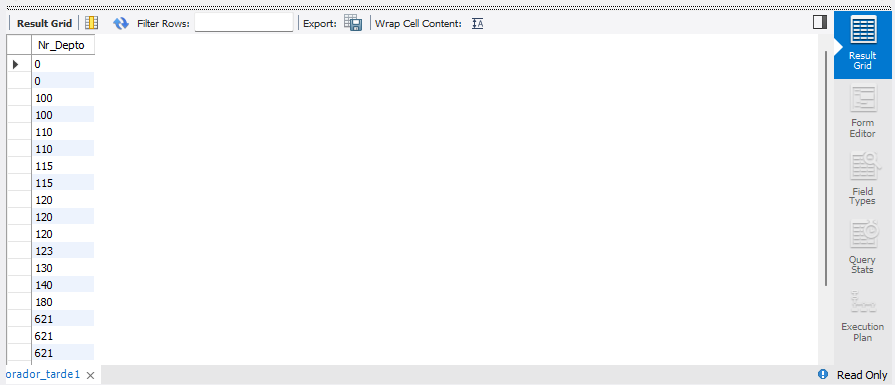 Result Grid Filter Rows: Export: Wrap Cell Content: IA
Nr_Depto
0
0
100
100
110
110
115
115
120
120
120
123
130
140
180
621
621
621
Result
Grid
Form
Editor
Field
Types
Query
Stats
Execution
Plan
orador_tarde1 Read Only